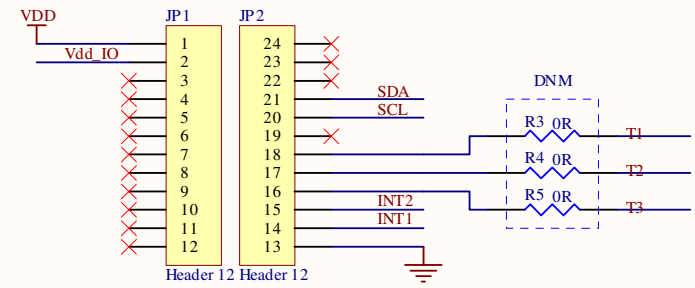 VDD
JP1
JP2
1
Vdd_IO
2
3
4
5
6
7
8
9
10
11
12
Header 12
24
23
22
21
SDA
20
SCL
19
18
17
16
15
INT2
14
INT1
13
Header 12
DNM
R3 0R
T1
R4 0R
T2
R5 0R
T3